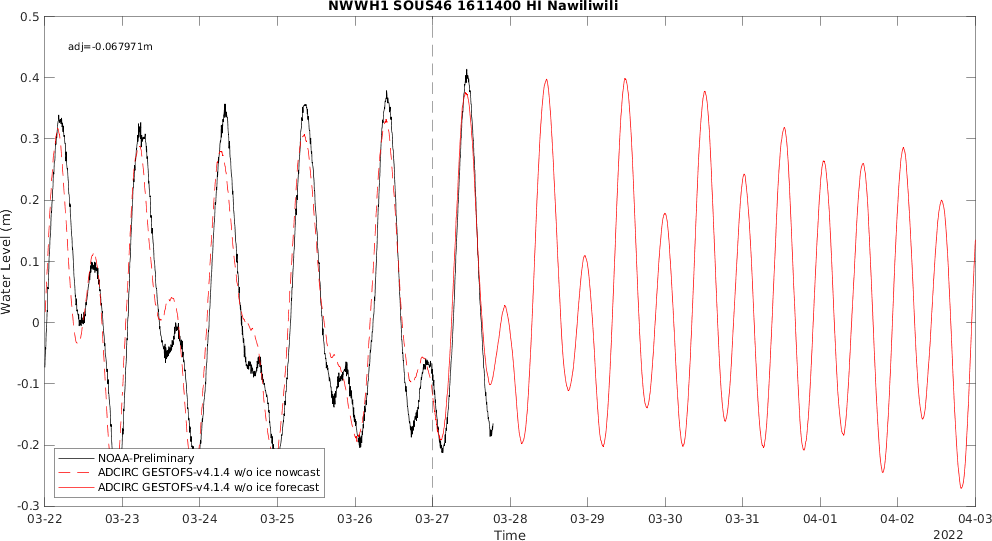 NWWH1 SOUS46 1611400 HI Nawiliwili
adj=-0.067971m
0.5
0.4
0.3
0.2
0.1
0
-0.1
-0.2
-0.3
Water Level (m)
NOAA-Preliminary
ADCIRC GESTOFS-v4.1.4 w/o ice nowcast
ADCIRC GESTOFS-v4.1.4 w/o ice forecast
03-22 03-23 03-24 03-25 03-26 03-27 03-28 03-29 03-30 03-31 04-01 04-02 04-03
Time
2022